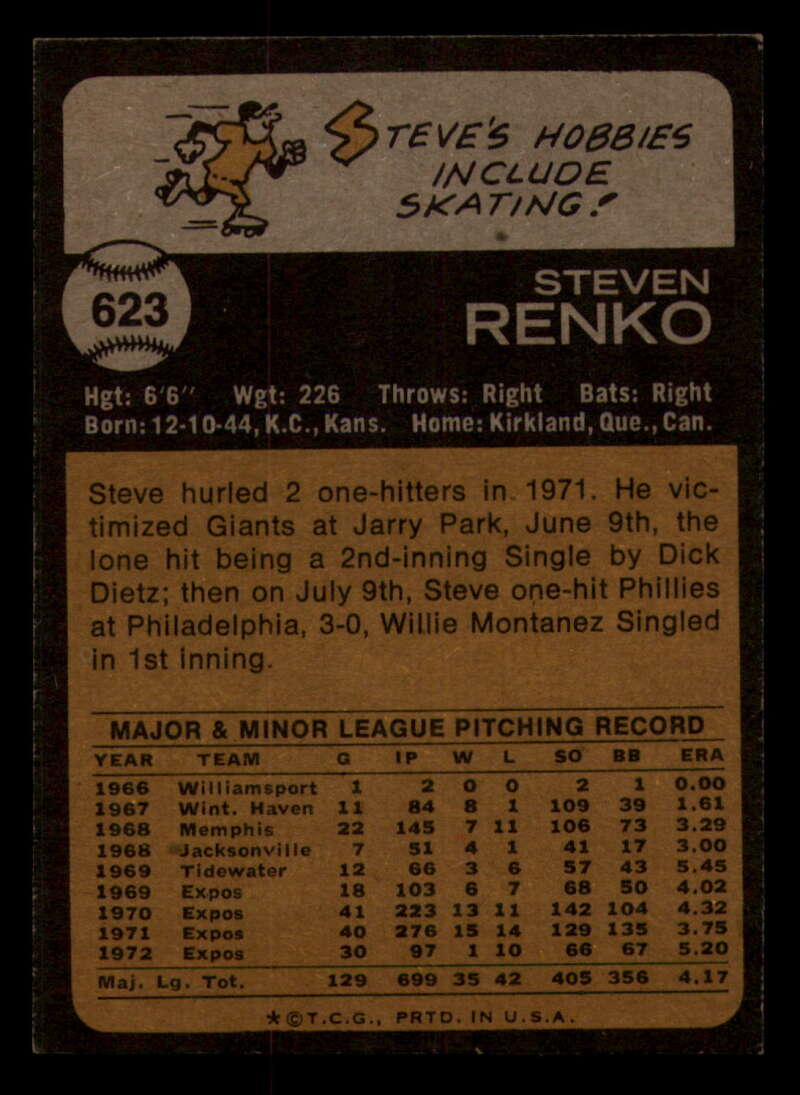 STEVE'S HOBBIES
INCLUDE
SKATING!
623
STEVEN
RENKO
Hgt: 6'6" Wgt: 226 Throws: Right Bats: Right
Born: 12-10-44, K.C., Kans. Home: Kirkland, Que., Can.
Steve hurled 2 one-hitters in 1971. He vic-
timized Giants at Jarry Park, June 9th, the
lone hit being a 2nd-inning Single by Dick
Dietz; then on July 9th, Steve one-hit Phillies
at Philadelphia, 3-0, Willie Montanez Singled
in 1st inning.
MAJOR & MINOR LEAGUE PITCHING RECORD
YEAR TEAM G IP W L SO BB ERA
1966 Williamsport 1 2 0 0 2 1 0.00
1967 Wint. Haven 11 84 8 1 109 39 1.61
1968 Memphis 22 145 7 11 106 73 3.29
1968 Jacksonville 7 51 4 1 41 17 3.00
1969 Tidewater 12 66 3 6 57 43 5.45
1969 Expos 18 103 6 7 68 50 4.02
1970 Expos 41 223 13 11 142 104 4.32
1971 Expos 40 276 15 14 129 135 3.75
1972 Expos 30 97 1 10 66 67 5.20
Maj. Lg. Tot. 129 699 35 42 405 356 4.17
*©T.C.G., PRTD. IN U.S.A.